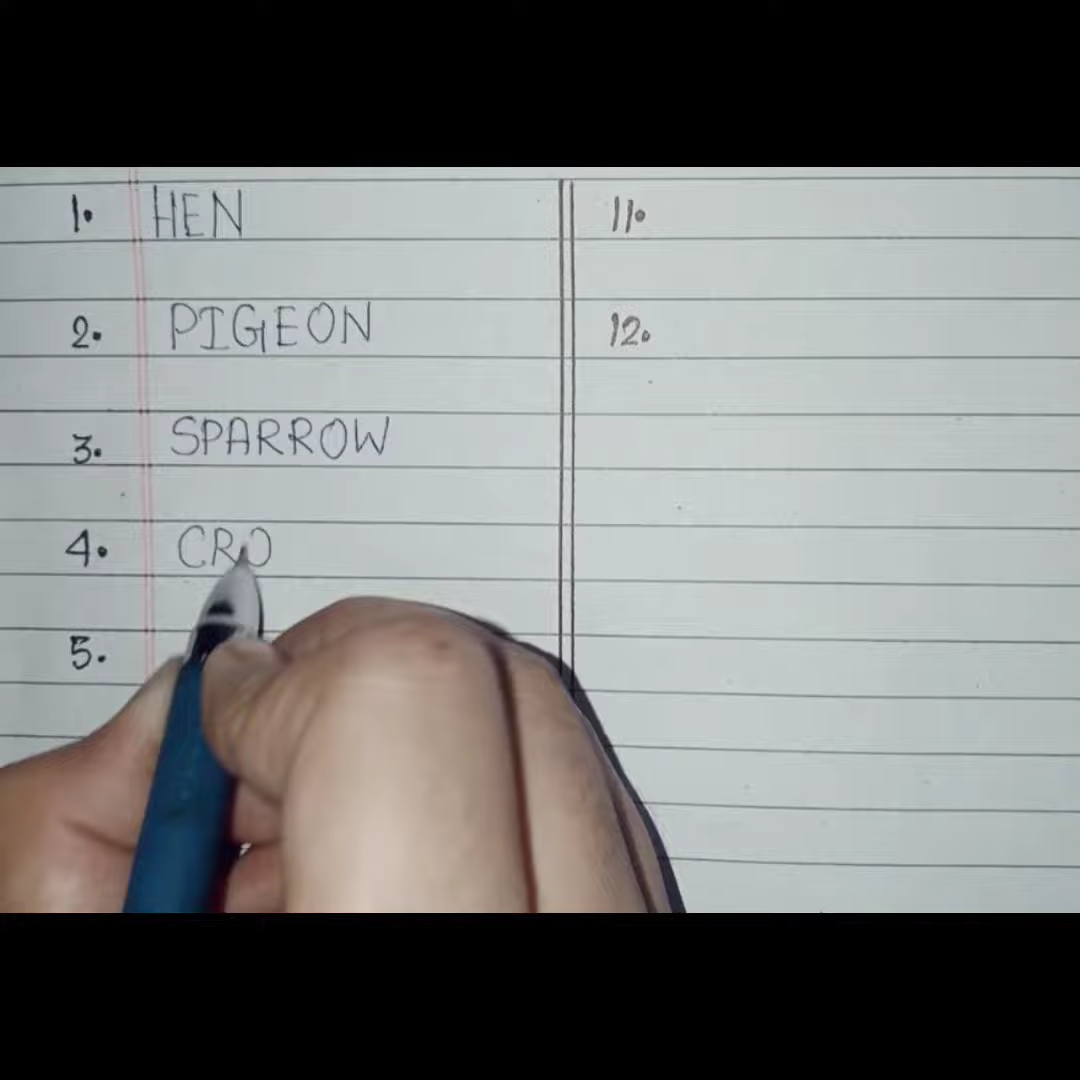 1. HEN
2. PIGEON
3. SPARROW
4. CRO
5.
11.
12.